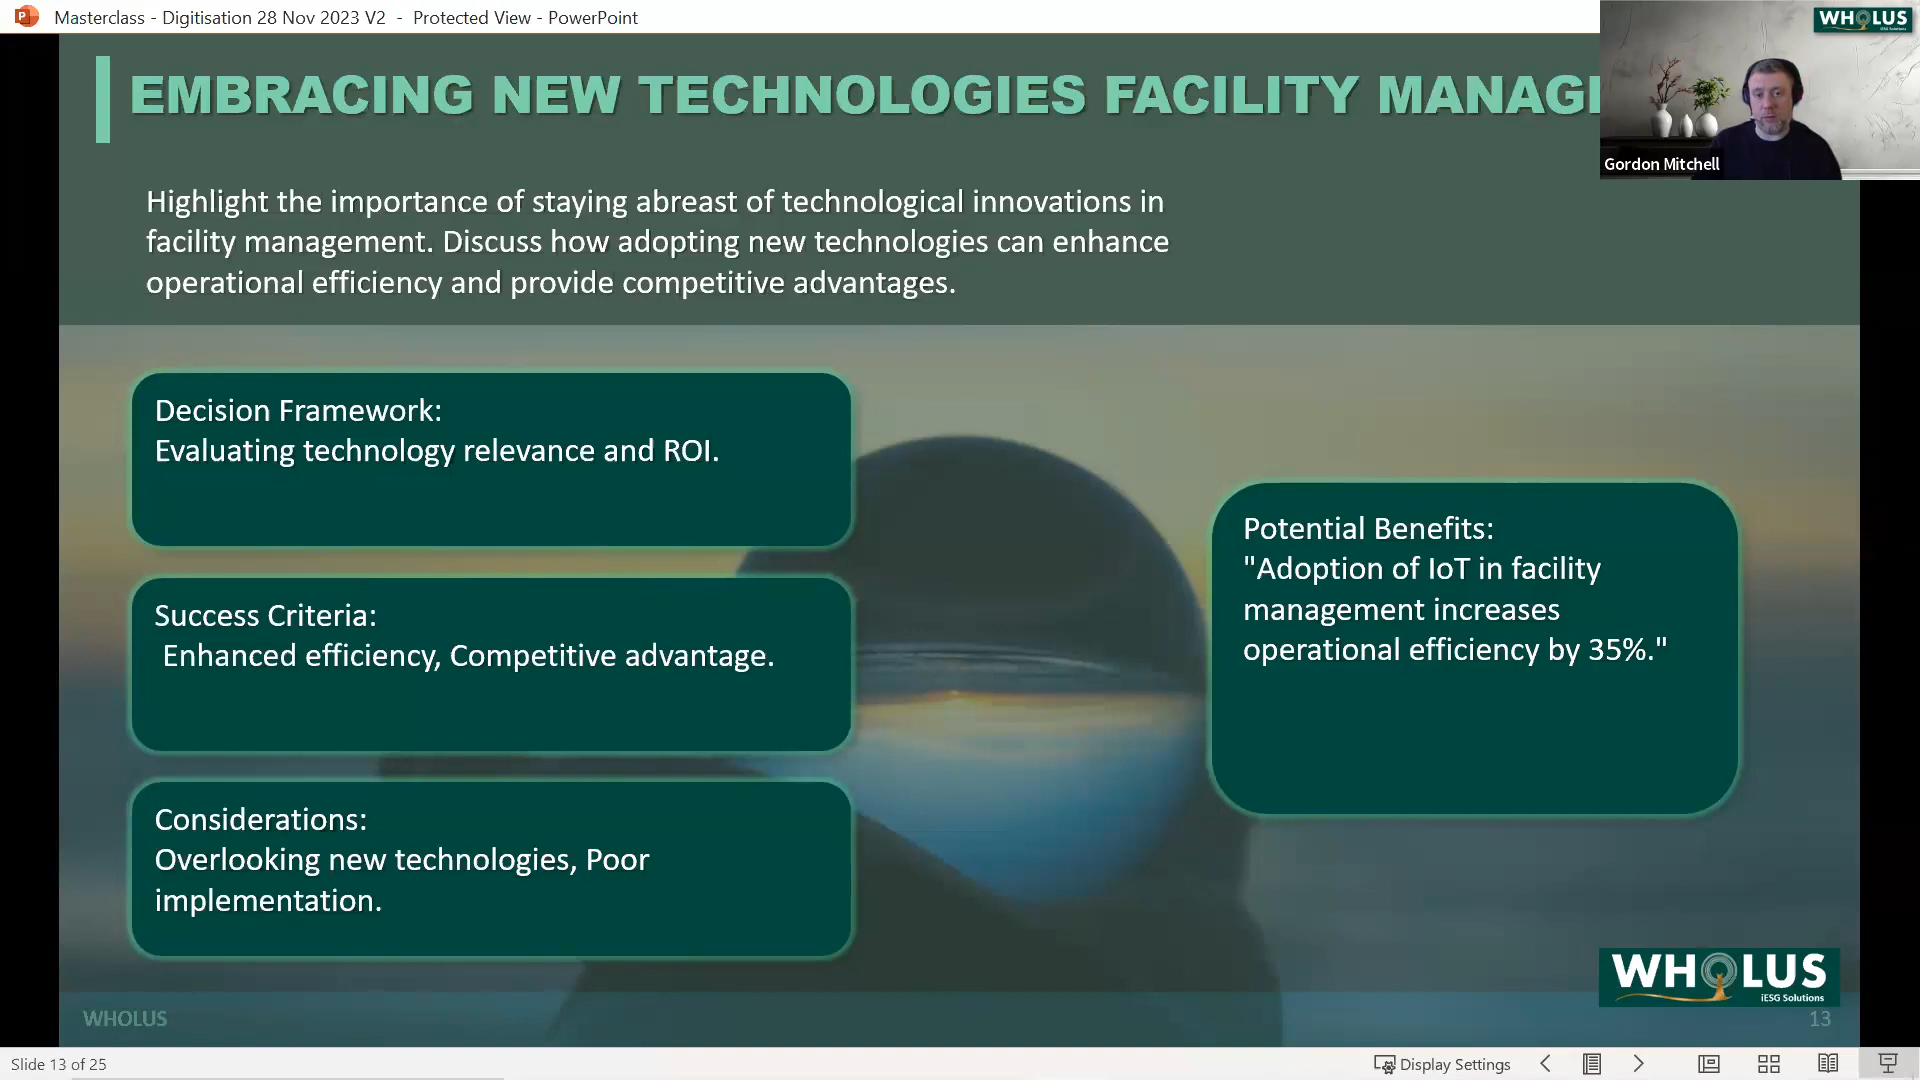 Masterclass - Digitisation 28 Nov 2023 V2 - Protected View - PowerPoint
WHOLUS
iESG Solutions
EMBRACING NEW TECHNOLOGIES FACILITY MANAG
Gordon Mitchell
Highlight the importance of staying abreast of technological innovations in
facility management. Discuss how adopting new technologies can enhance
operational efficiency and provide competitive advantages.
Decision Framework:
Evaluating technology relevance and ROI.
Success Criteria:
Enhanced efficiency, Competitive advantage.
Considerations:
Overlooking new technologies, Poor
implementation.
Potential Benefits:
"Adoption of IoT in facility
management increases
operational efficiency by 35%."
WHOLUS
iESG Solutions
WHOLUS
13
Slide 13 of 25
Display Settings